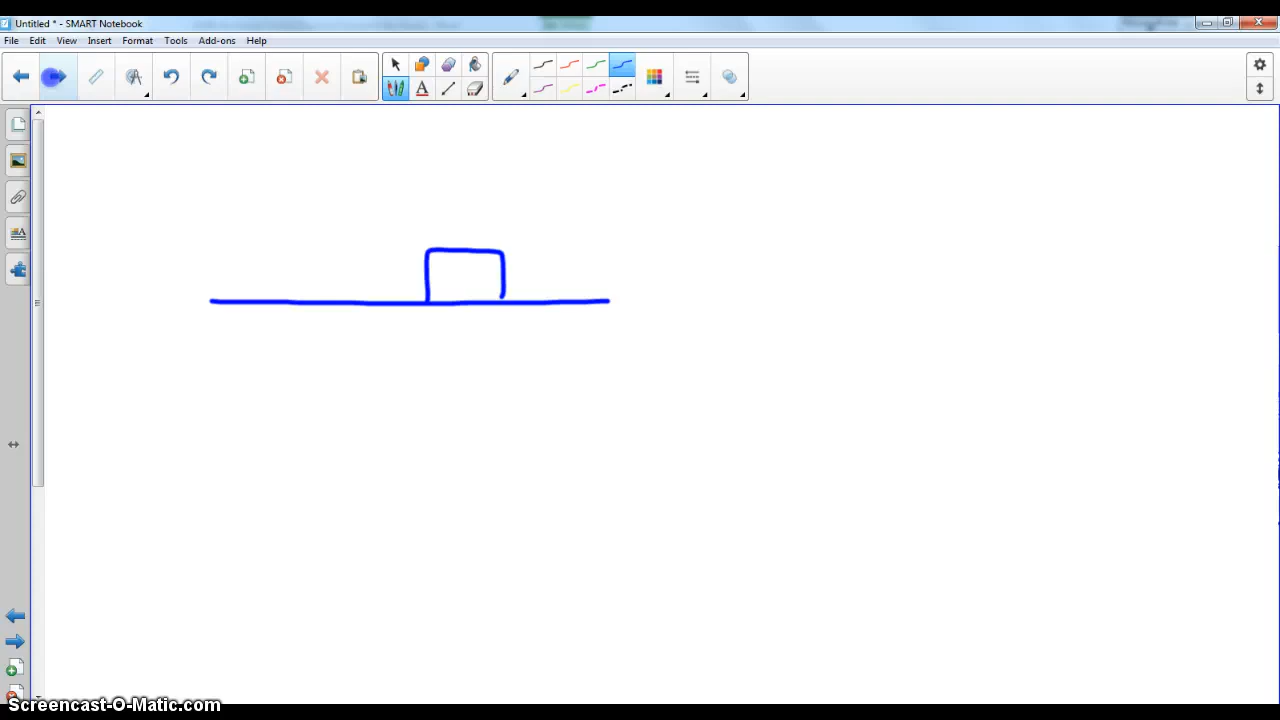 Untitled * - SMART Notebook
File Edit View Insert Format Tools Add-ons Help
A
A
Screencast-O-Matic.com